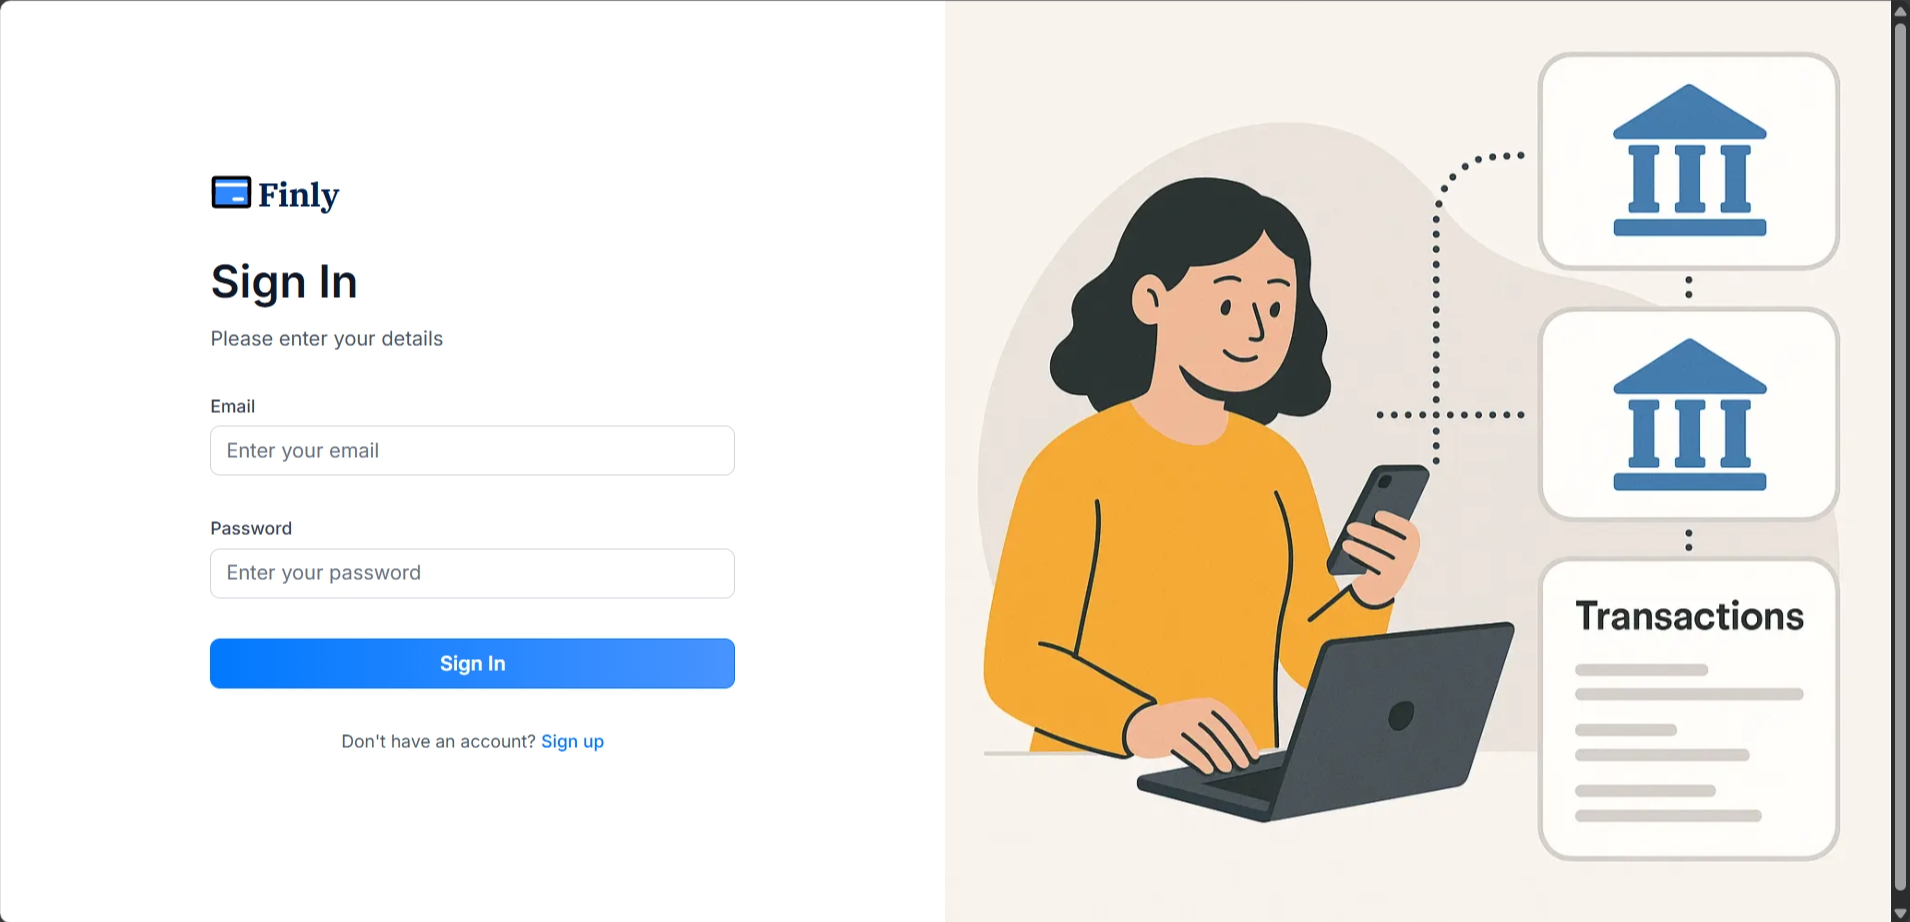 Finly
Sign In
Please enter your details
Email
Enter your email
Password
Enter your password
Sign In
Don't have an account? Sign up
Transactions